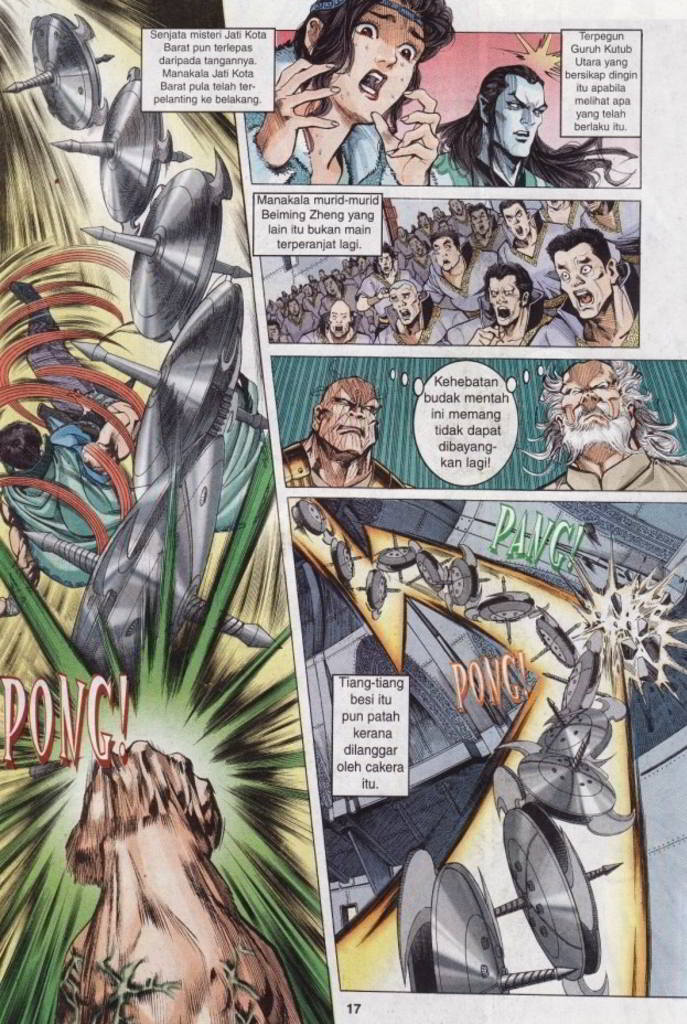 Senjata misteri Jati Kota
Barat pun terlepas
daripada tangannya.
Manakala Jati Kota
Barat pula telah ter-
pelanting ke belakang.
Terpegun
Guruh Kutub
Utara yang
bersikap dingin
itu apabila
melihat apa
yang telah
berlaku itu.
Manakala murid-murid
Beiming Zheng yang
lain itu bukan main
terperanjat lagi.
Kehebatan
budak mentah
ini memang
tidak dapat
dibayang-
kan lagi!
PANG!
PONG!
Tiang-tiang
besi itu
pun patah
kerana
dilanggar
oleh cakera
itu.
PONG!
17